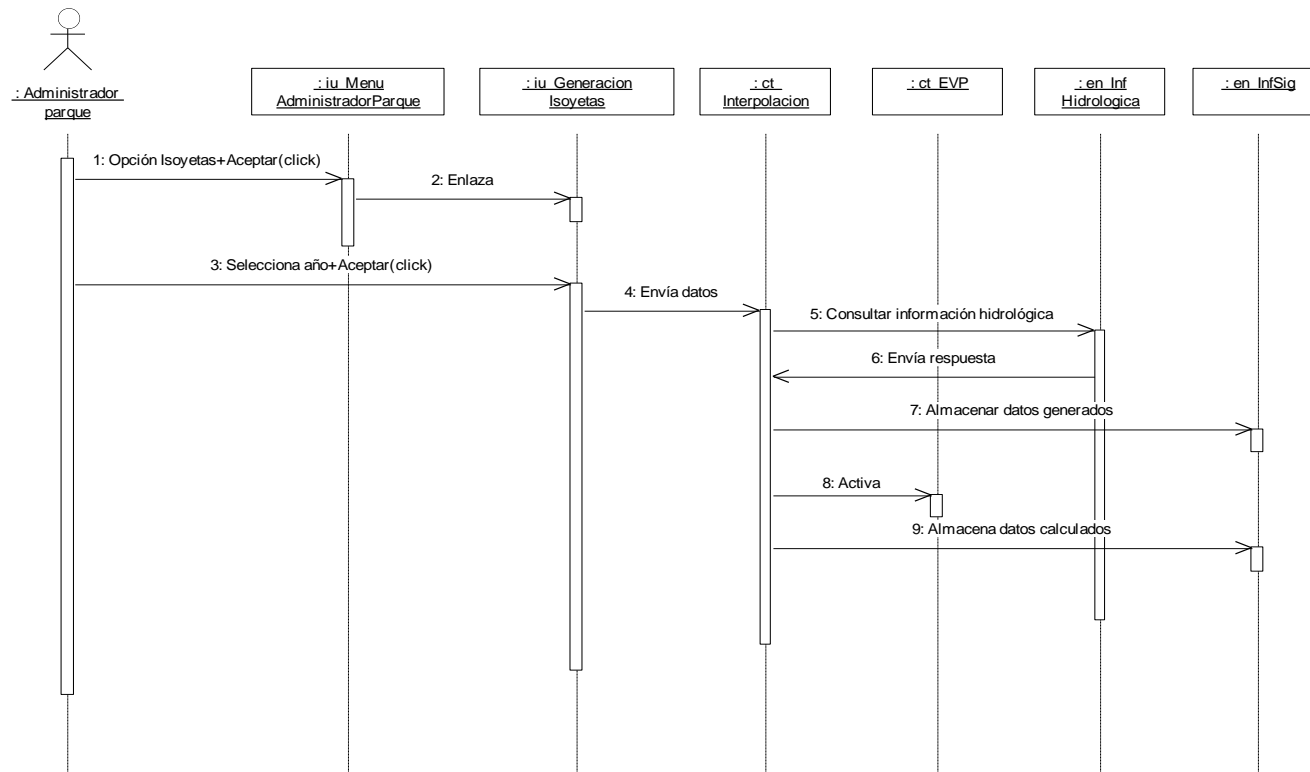 : Administrador
parque
: iu_Menu
AdministradorParque
: iu_Generacion
Isoyetas
: ct_
Interpolacion
: ct_EVP
: en_Inf
Hidrologica
: en_InfSig
1: Opción Isoyetas+Aceptar(click)
2: Enlaza
3: Selecciona año+Aceptar(click)
4: Envía datos
5: Consultar información hidrológica
6: Envía respuesta
7: Almacenar datos generados
8: Activa
9: Almacena datos calculados